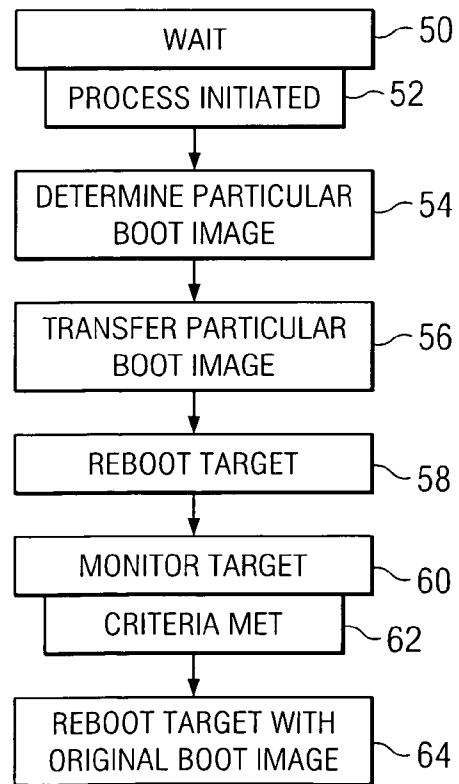 WAIT 50
PROCESS INITIATED 52
DETERMINE PARTICULAR 54
BOOT IMAGE
TRANSFER PARTICULAR 56
BOOT IMAGE
REBOOT TARGET 58
MONITOR TARGET 60
CRITERIA MET 62
REBOOT TARGET WITH
ORIGINAL BOOT IMAGE 64